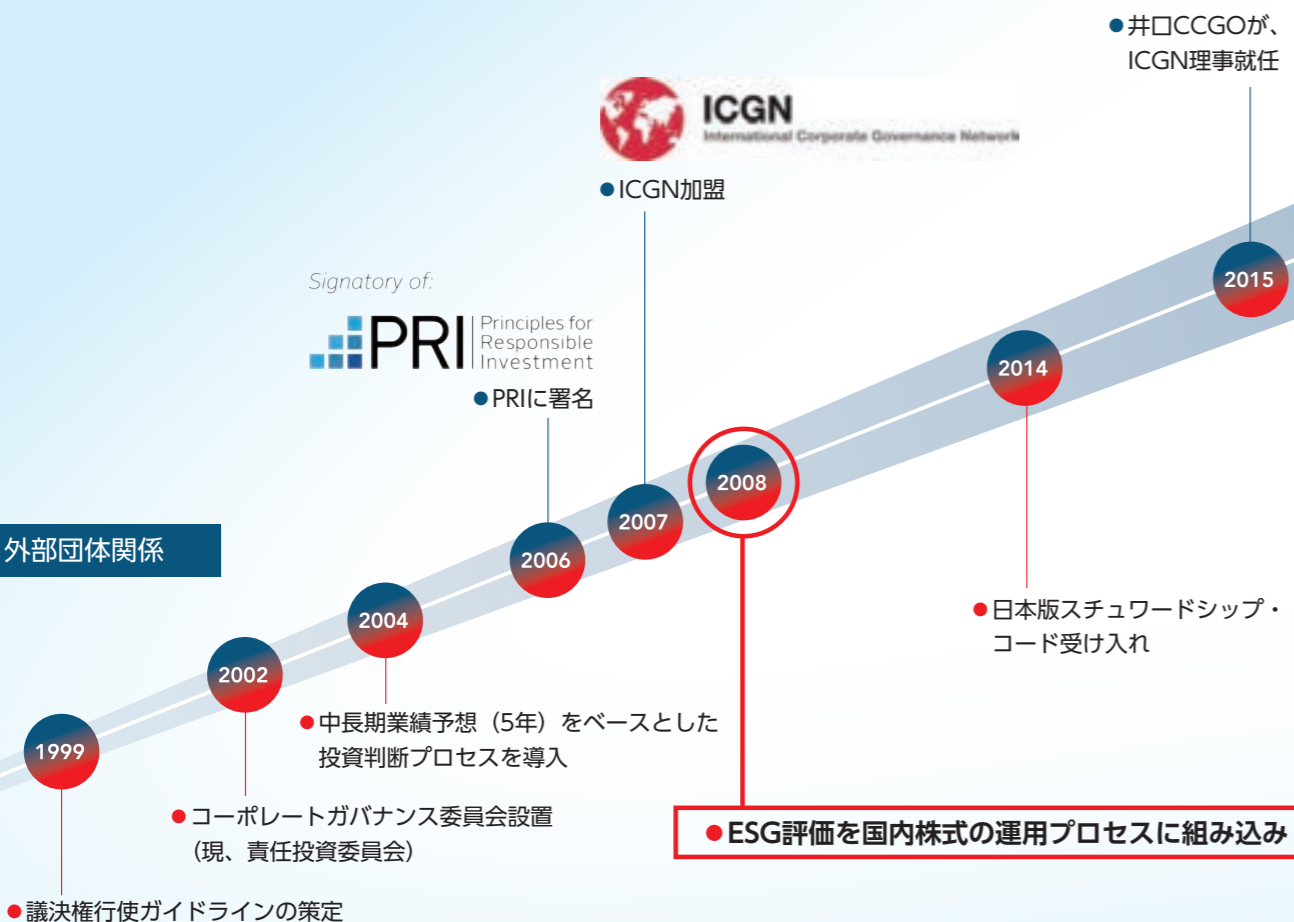 ●井口CCGOが、
ICGN理事就任
ICGN
International Corporate Governance Network
●ICGN加盟
Signatory of:
PRI
Principles for
Responsible
Investment
●PRIに署名
2015
2014
2008
2007
2006
外部団体関係
2004
2002
1999
●日本版スチュワードシップ・
コード受け入れ
●中長期業績予想（5年）をベースとした
投資判断プロセスを導入
●コーポレートガバナンス委員会設置
（現、責任投資委員会）
●ESG評価を国内株式の運用プロセスに組み込み
●議決権行使ガイドラインの策定